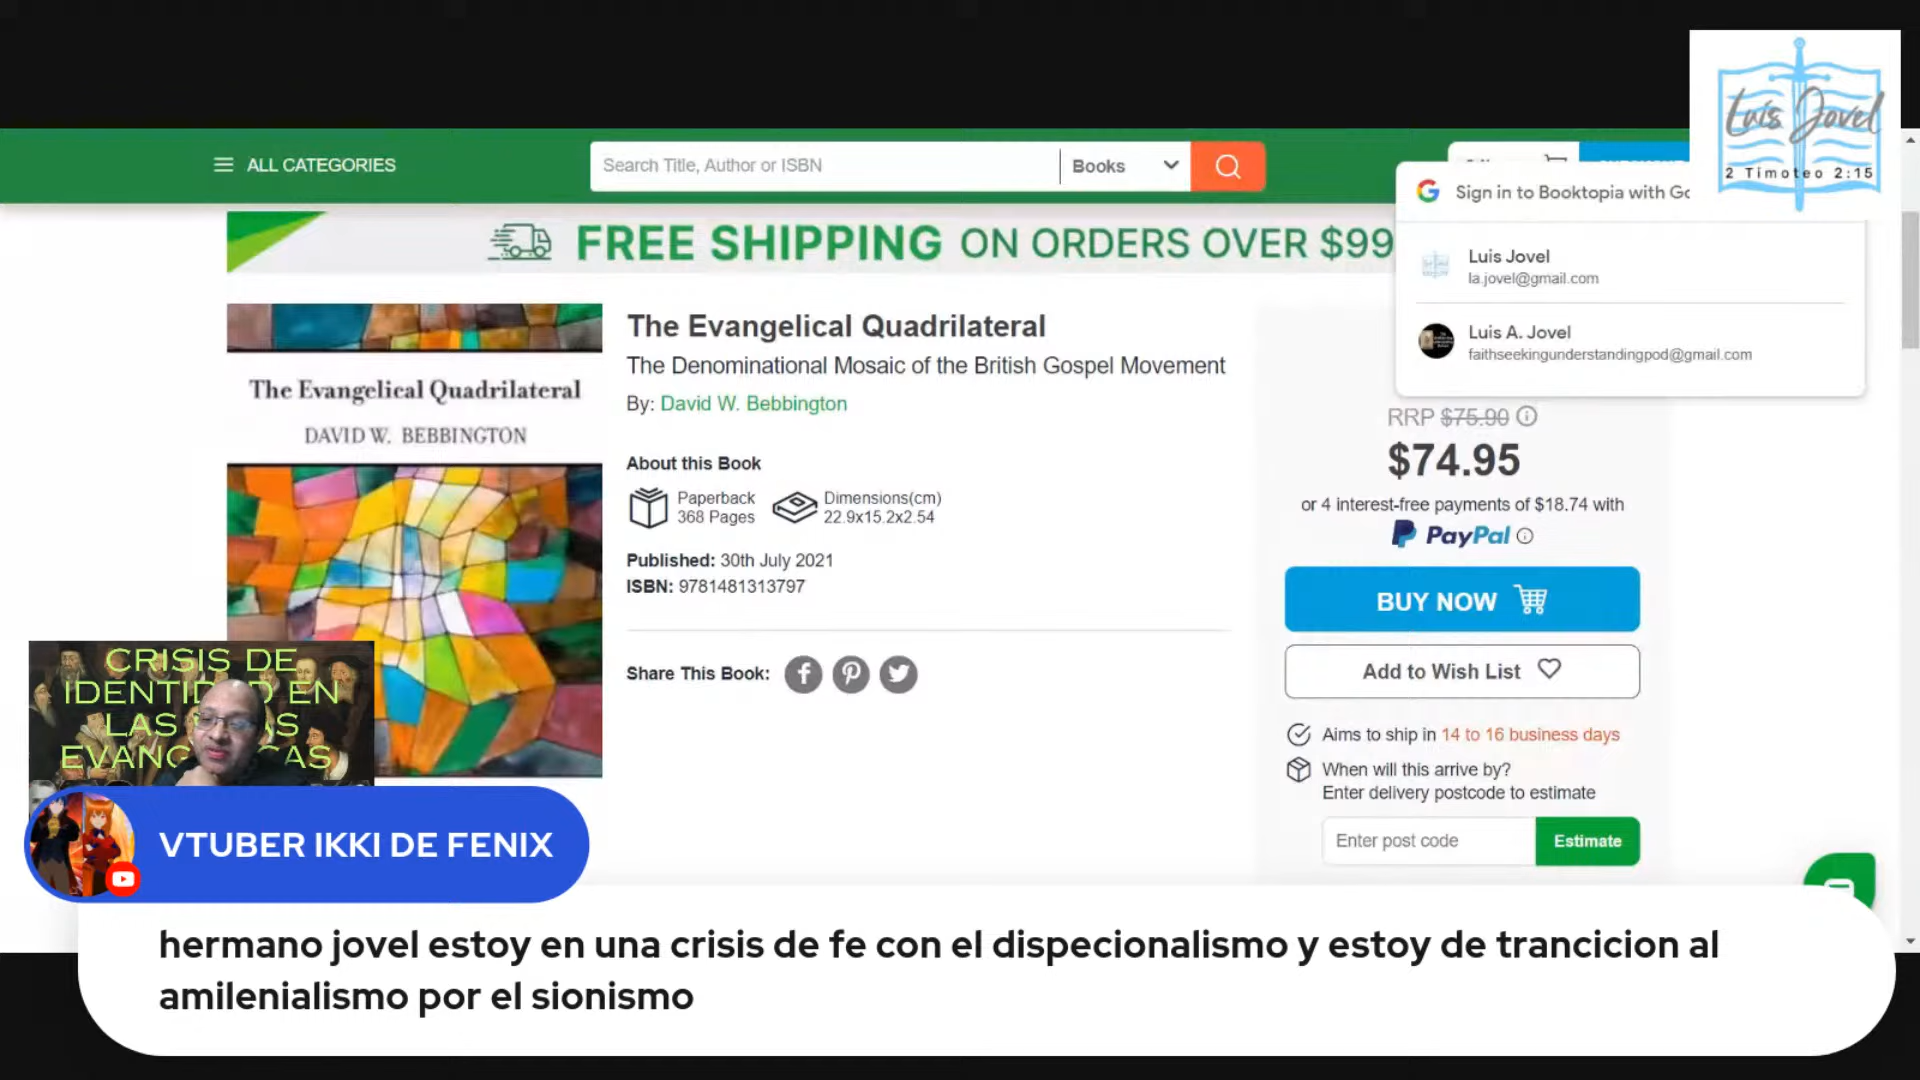 Luis Jovel
2 Timoteo 2:15
ALL CATEGORIES
Search Title, Author or ISBN
Books
Sign in to Booktopia with Go
Luis Jovel
la.jovel@gmail.com
Luis A. Jovel
faithseekingunderstandingpod@gmail.com
FREE SHIPPING ON ORDERS OVER $99
The Evangelical Quadrilateral
DAVID W. BEBBINGTON
The Evangelical Quadrilateral
The Denominational Mosaic of the British Gospel Movement
By: David W. Bebbington
About this Book
Paperback
368 Pages
Dimensions(cm)
22.9x15.2x2.54
Published: 30th July 2021
ISBN: 9781481313797
Share This Book:
RRP $75.90
$74.95
or 4 interest-free payments of $18.74 with
PayPal
BUY NOW
Add to Wish List
Aims to ship in 14 to 16 business days
When will this arrive by?
Enter delivery postcode to estimate
Enter post code
Estimate
CRISIS DE
IDENTIDAD EN
LAS
EVANG
VTUBER IKKI DE FENIX
hermano jovel estoy en una crisis de fe con el dispecionalismo y estoy de trancicion al
amilenialismo por el sionismo